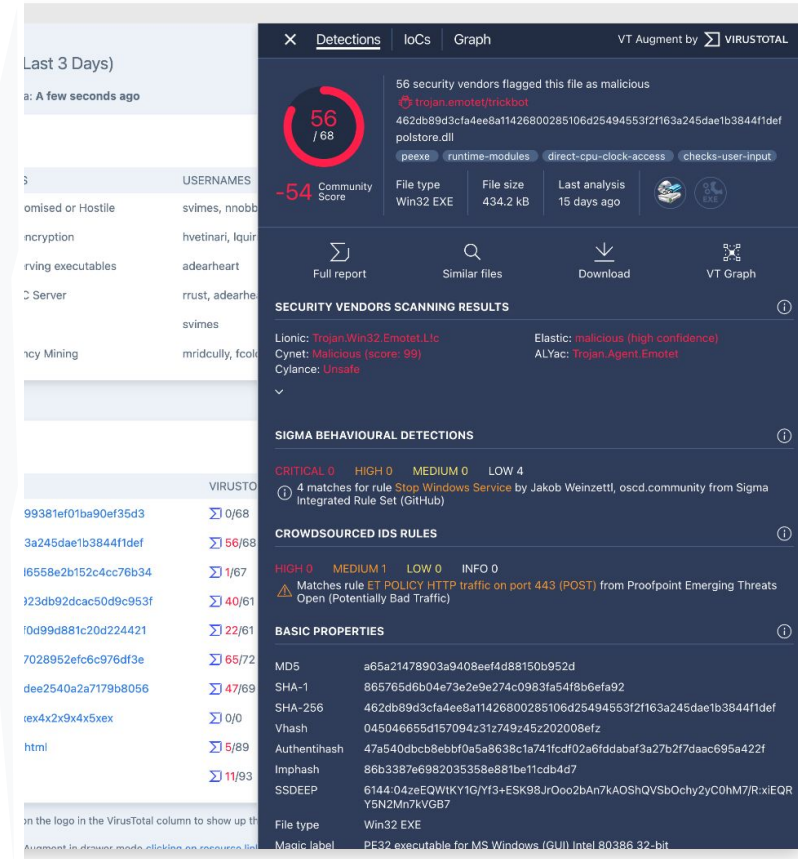 Last 3 Days)
a: A few seconds ago
USERNAMES
omised or Hostile svimes, nnobb
ncryption hvetinari, lquir
rving executables adearheart
C Server rrust, adearhe
svimes
ncy Mining mridcully, fcolo
VIRUSTO
99381ef01ba90ef35d3 0/68
3a245dae1b3844f1def 56/68
l6558e2b152c4cc76b34 1/67
923db92dcac50d9c953f 40/61
f0d99d881c20d224421 22/61
7028952efc6c976df3e 65/72
dee2540a2a7179b8056 47/69
xex4x2x9x4x5xex 0/0
html 5/89
11/93
on the logo in the VirusTotal column to show up th
Augment in drawer mode clicking on resource link
Detections IoCs Graph VT Augment by VIRUSTOTAL
56
/ 68
-54 Community
Score
56 security vendors flagged this file as malicious
trojan.emotet/trickbot
462db89d3cfa4ee8a11426800285106d25494553f2f163a245dae1b3844f1def
polstore.dll
peexe runtime-modules direct-cpu-clock-access checks-user-input
File type File size Last analysis
Win32 EXE 434.2 kB 15 days ago
EXE
Full report Similar files Download VT Graph
SECURITY VENDORS SCANNING RESULTS
Lionic: Trojan.Win32.Emotet.L!c Elastic: malicious (high confidence)
Cynet: Malicious (score: 99) ALYac: Trojan.Agent.Emotet
Cylance: Unsafe
SIGMA BEHAVIOURAL DETECTIONS
CRITICAL 0 HIGH 0 MEDIUM 0 LOW 4
4 matches for rule Stop Windows Service by Jakob Weinzettl, oscd.community from Sigma
Integrated Rule Set (GitHub)
CROWDSOURCED IDS RULES
HIGH 0 MEDIUM 1 LOW 0 INFO 0
Matches rule ET POLICY HTTP traffic on port 443 (POST) from Proofpoint Emerging Threats
Open (Potentially Bad Traffic)
BASIC PROPERTIES
MD5 a65a21478903a9408eef4d88150b952d
SHA-1 865765d6b04e73e2e9e274c0983fa54f8b6efa92
SHA-256 462db89d3cfa4ee8a11426800285106d25494553f2f163a245dae1b3844f1def
Vhash 045046655d157094z31z749z45z202008efz
Authentihash 47a540dbcb8ebbf0a5a8638c1a741fcdf02a6fddabaf3a27b2f7daac695a422f
Imphash 86b3387e6982035358e881be11cdb4d7
SSDEEP 6144:04zeEQWtKY1G/Yf3+ESK98JrOoo2bAn7kAOShQVSbOchy2yC0hM7/R:xiEQR
Y5N2Mn7kVGB7
File type Win32 EXE
Magic label PE32 executable for MS Windows (GUI) Intel 80386 32-bit